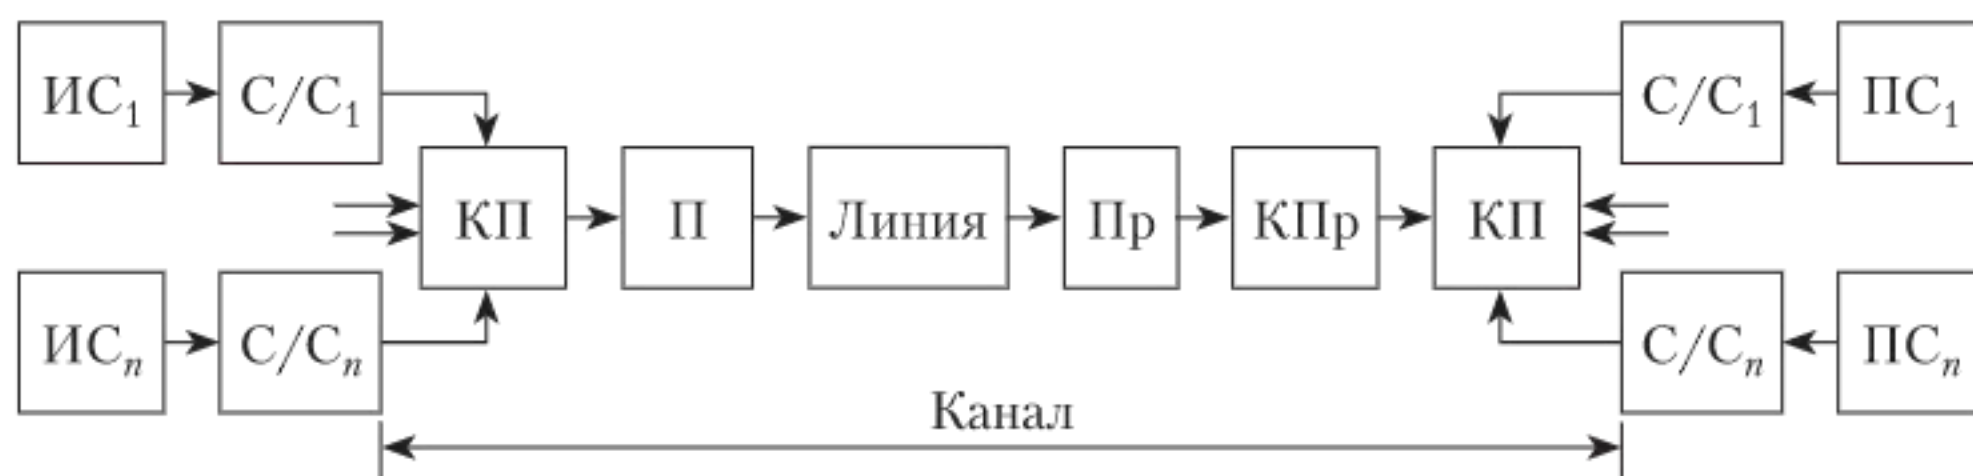 ИС1 С/С1 С/С1 ПС1
КП П Линия Пр КПр КП
ИСn С/Сn С/Сn ПСn
Канал